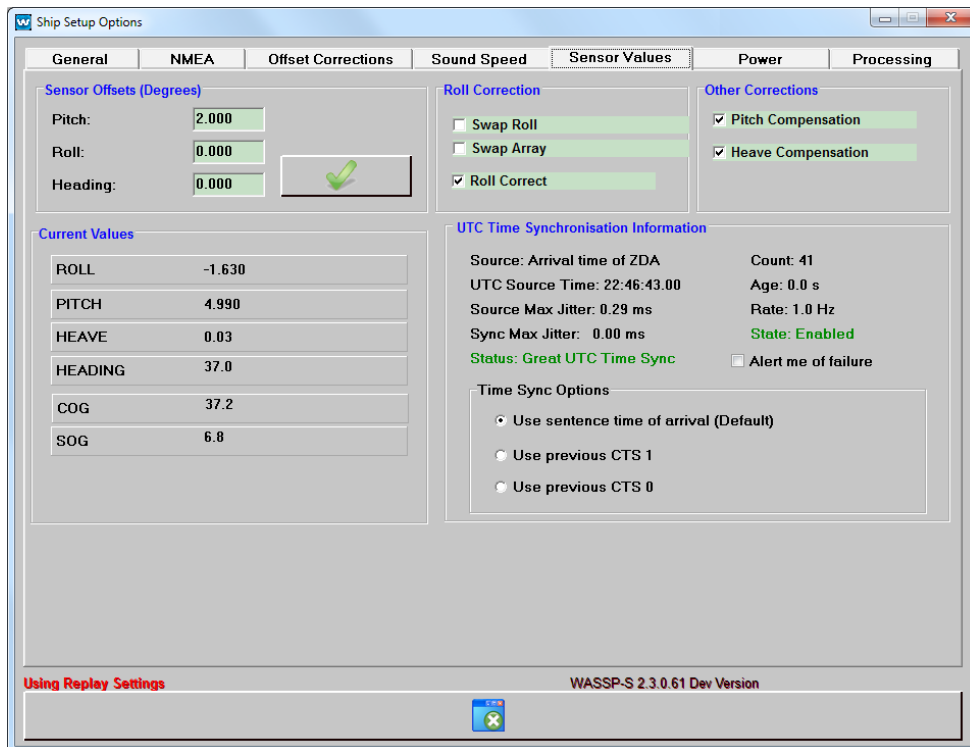 Ship Setup Options
General NMEA Offset Corrections Sound Speed Sensor Values Power Processing
Sensor Offsets (Degrees)
Pitch: 2.000
Roll: 0.000
Heading: 0.000
Roll Correction
Swap Roll
Swap Array
Roll Correct
Other Corrections
Pitch Compensation
Heave Compensation
Current Values
ROLL -1.630
PITCH 4.990
HEAVE 0.03
HEADING 37.0
COG 37.2
SOG 6.8
UTC Time Synchronisation Information
Source: Arrival time of ZDA Count: 41
UTC Source Time: 22:46:43.00 Age: 0.0 s
Source Max Jitter: 0.29 ms Rate: 1.0 Hz
Sync Max Jitter: 0.00 ms State: Enabled
Status: Great UTC Time Sync Alert me of failure
Time Sync Options
Use sentence time of arrival (Default)
Use previous CTS 1
Use previous CTS 0
Using Replay Settings WASSP-S 2.3.0.61 Dev Version